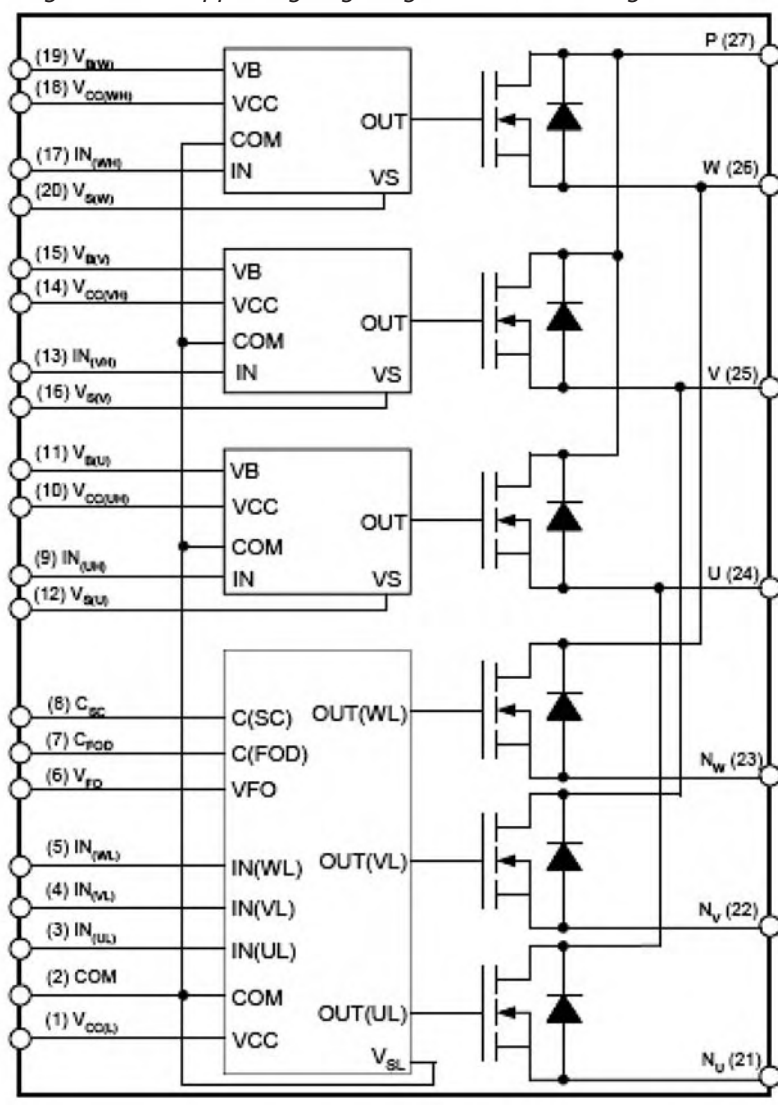 (19) VB(W)
(18) VCC(WH)
(17) IN(WH)
(20) VS(W)
VB
VCC
COM
IN
OUT
VS
P (27)
W (26)
(15) VB(V)
(14) VCC(VH)
(13) IN(VH)
(16) VS(V)
VB
VCC
COM
IN
OUT
VS
V (25)
(11) VB(U)
(10) VCC(UH)
(9) IN(UH)
(12) VS(U)
VB
VCC
COM
IN
OUT
VS
U (24)
(8) CSC
(7) CFOD
(6) VFO
(5) IN(WL)
(4) IN(VL)
(3) IN(UL)
(2) COM
(1) VCC(L)
C(SC)
C(FOD)
VFO
IN(WL)
IN(VL)
IN(UL)
COM
VCC
OUT(WL)
OUT(VL)
OUT(UL)
VSL
NW (23)
NV (22)
NU (21)